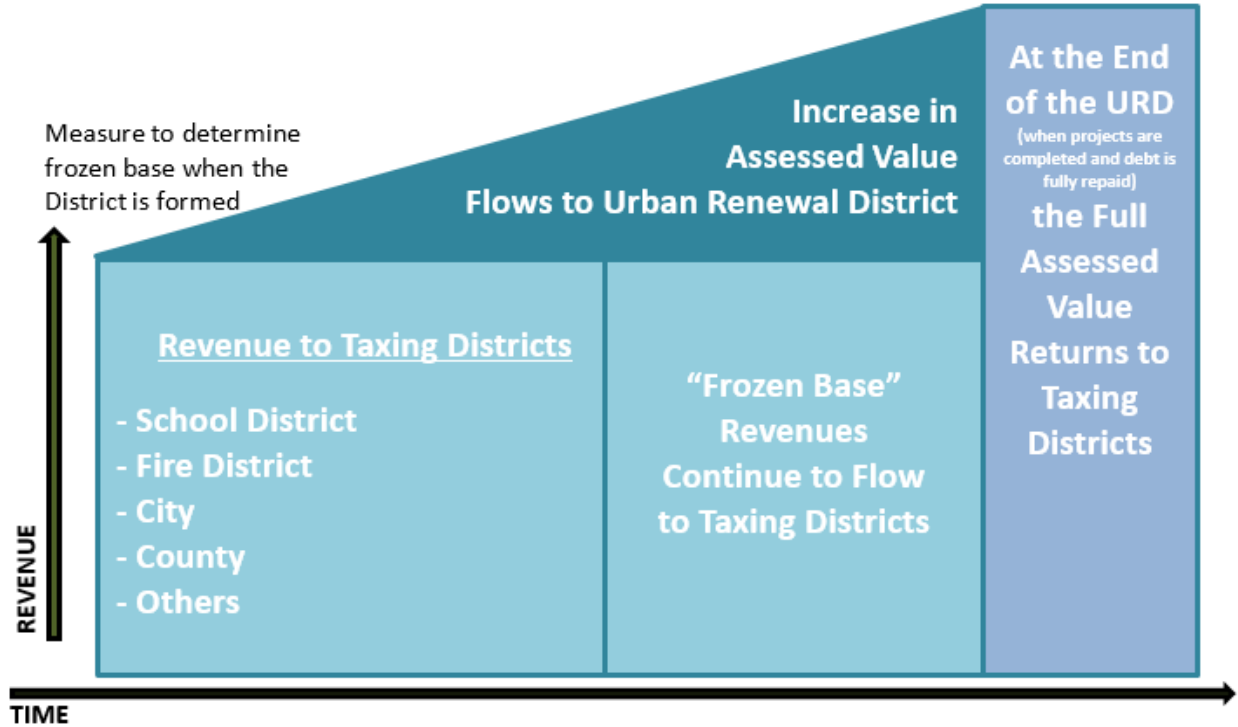 Measure to determine
frozen base when the
District is formed
Increase in
Assessed Value
Flows to Urban Renewal District
At the End
of the URD
(when projects are
completed and debt is
fully repaid)
the Full
Assessed
Value
Returns to
Taxing
Districts
Revenue to Taxing Districts
- School District
- Fire District
- City
- County
- Others
“Frozen Base”
Revenues
Continue to Flow
to Taxing Districts
REVENUE
TIME